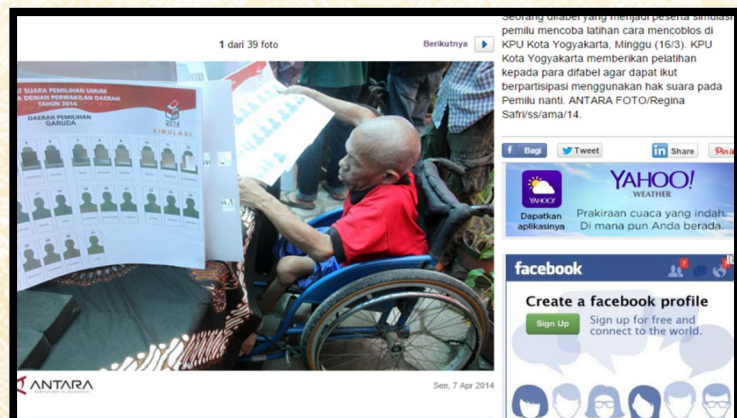 1 dari 39 foto
Berikutnya
SUARA PEMILIHAN UMUM
DEWAN PERWAKILAN DAERAH
TAHUN 2014
DAERAH PEMILIHAN
GARUDA
SIMULASI
ANTARA
Sen, 7 Apr 2014
Seorang difabel yang menjadi peserta simulasi
pemilu mencoba latihan cara mencoblos di
KPU Kota Yogyakarta, Minggu (16/3). KPU
Kota Yogyakarta memberikan pelatihan
kepada para difabel agar dapat ikut
berpartisipasi menggunakan hak suara pada
Pemilu nanti. ANTARA FOTO/Regina
Safri/ss/ama/14.
f Bagi
Tweet
in Share
YAHOO!
Dapatkan
aplikasinya
YAHOO!
WEATHER
Prakiraan cuaca yang indah.
Di mana pun Anda berada.
facebook
Create a facebook profile
Sign Up
Sign up for free and
connect to the world.